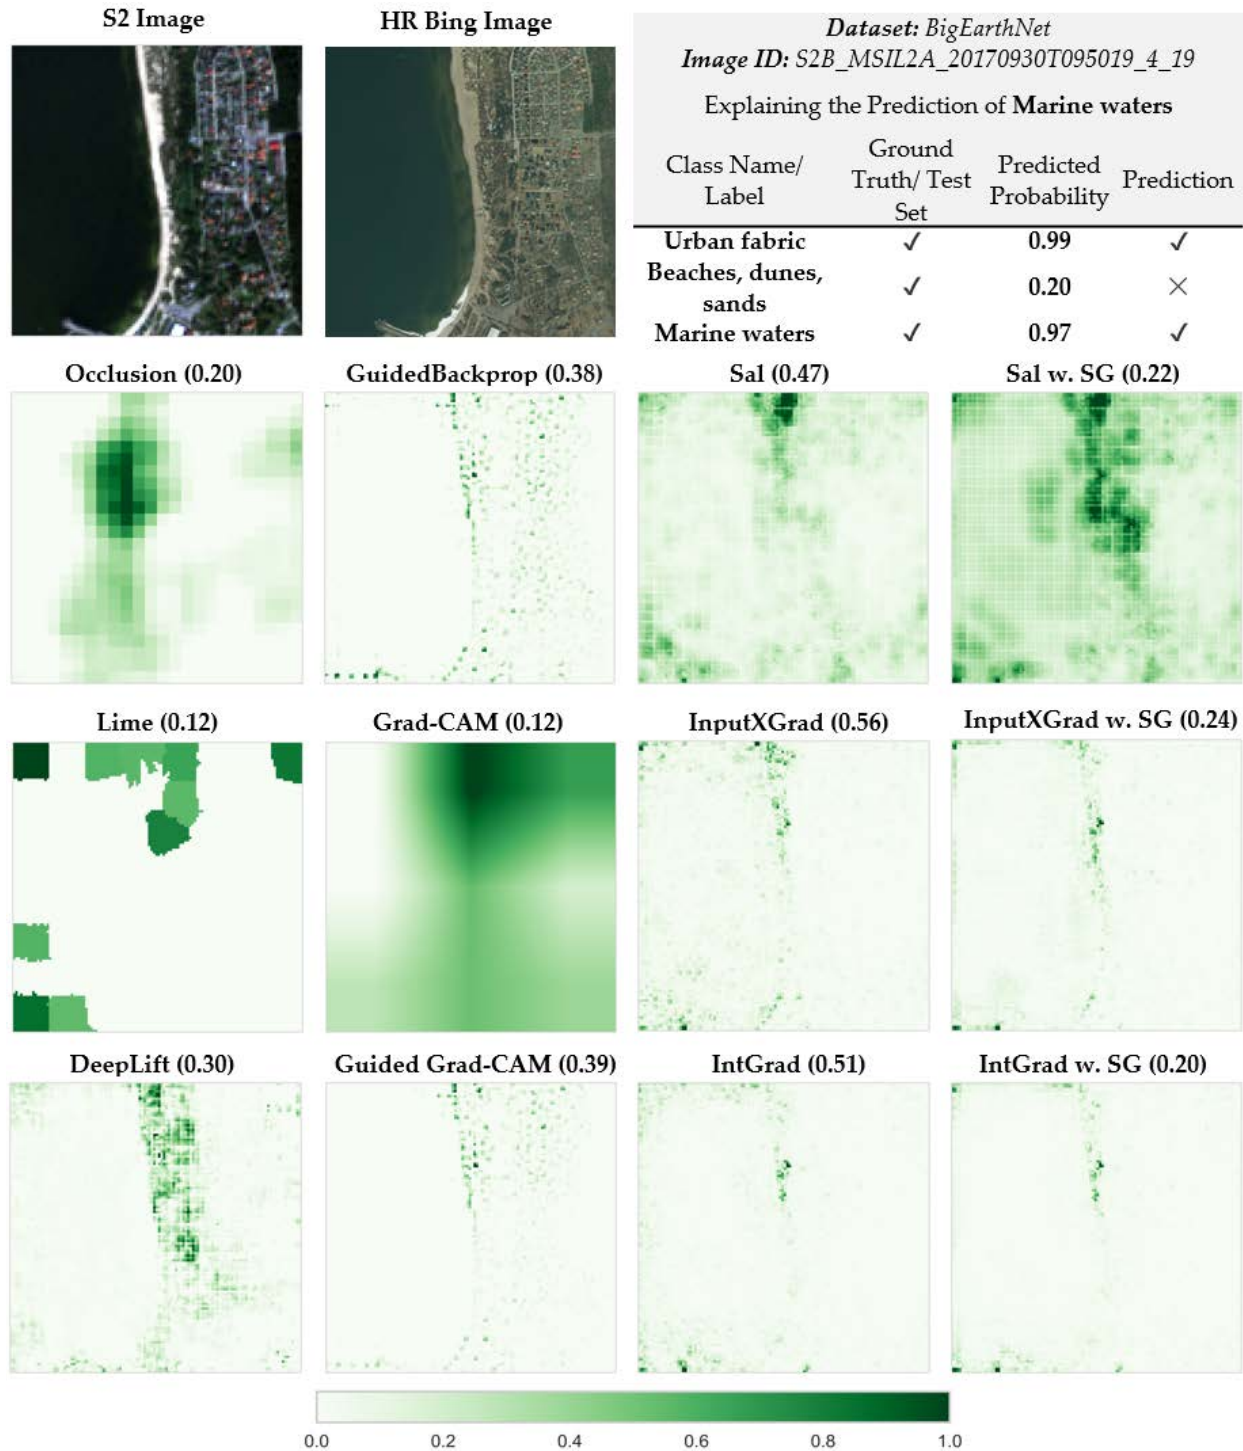 S2 Image
HR Bing Image
Dataset: BigEarthNet
Image ID: S2B_MSIL2A_20170930T095019_4_19
Explaining the Prediction of Marine waters
Class Name/ Label
Ground Truth/ Test Set
Predicted Probability
Prediction
Urban fabric ✓ 0.99 ✓
Beaches, dunes, sands ✓ 0.20 ×
Marine waters ✓ 0.97 ✓
Occlusion (0.20)
GuidedBackprop (0.38)
Sal (0.47)
Sal w. SG (0.22)
Lime (0.12)
Grad-CAM (0.12)
InputXGrad (0.56)
InputXGrad w. SG (0.24)
DeepLift (0.30)
Guided Grad-CAM (0.39)
IntGrad (0.51)
IntGrad w. SG (0.20)
0.0 0.2 0.4 0.6 0.8 1.0